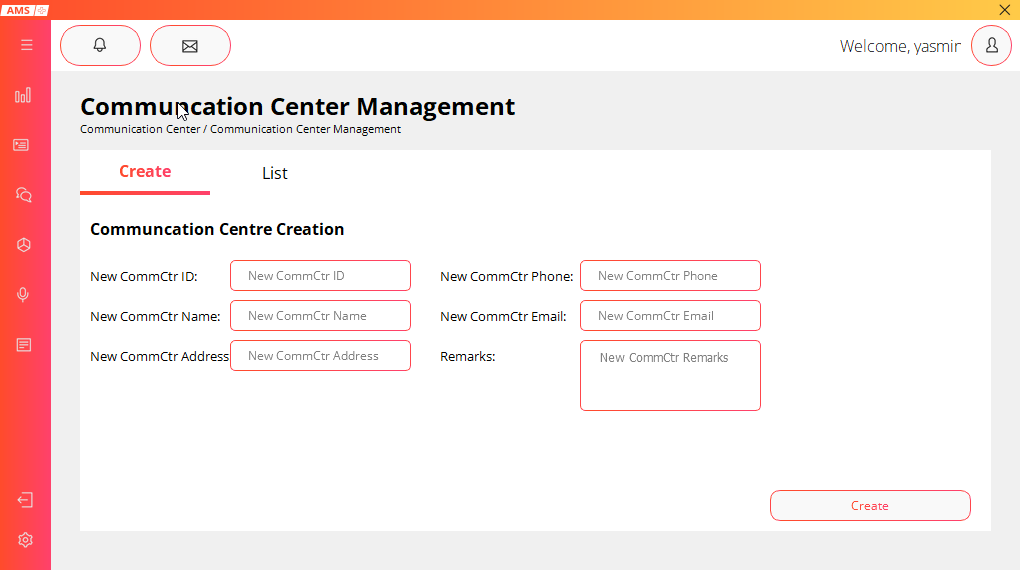 AMS
Welcome, yasmin
Communcation Center Management
Communication Center / Communication Center Management
Create
List
Communcation Centre Creation
New CommCtr ID:
New CommCtr ID
New CommCtr Phone:
New CommCtr Phone
New CommCtr Name:
New CommCtr Name
New CommCtr Email:
New CommCtr Email
New CommCtr Address
New CommCtr Address
Remarks:
New CommCtr Remarks
Create